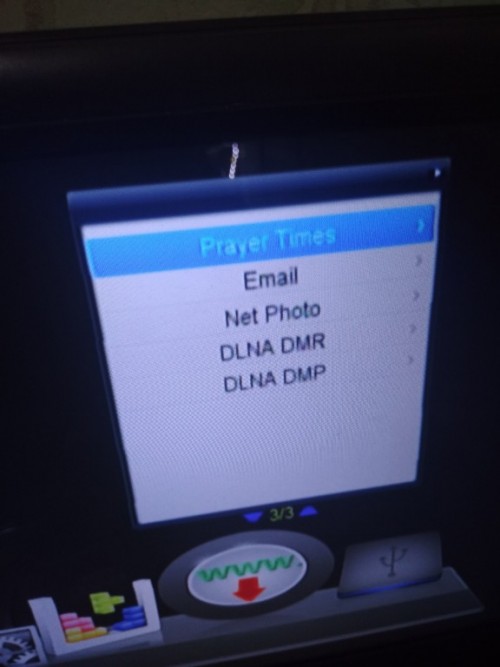 Prayer Times
Email
Net Photo
DLNA DMR
DLNA DMP
3/3
WWW.